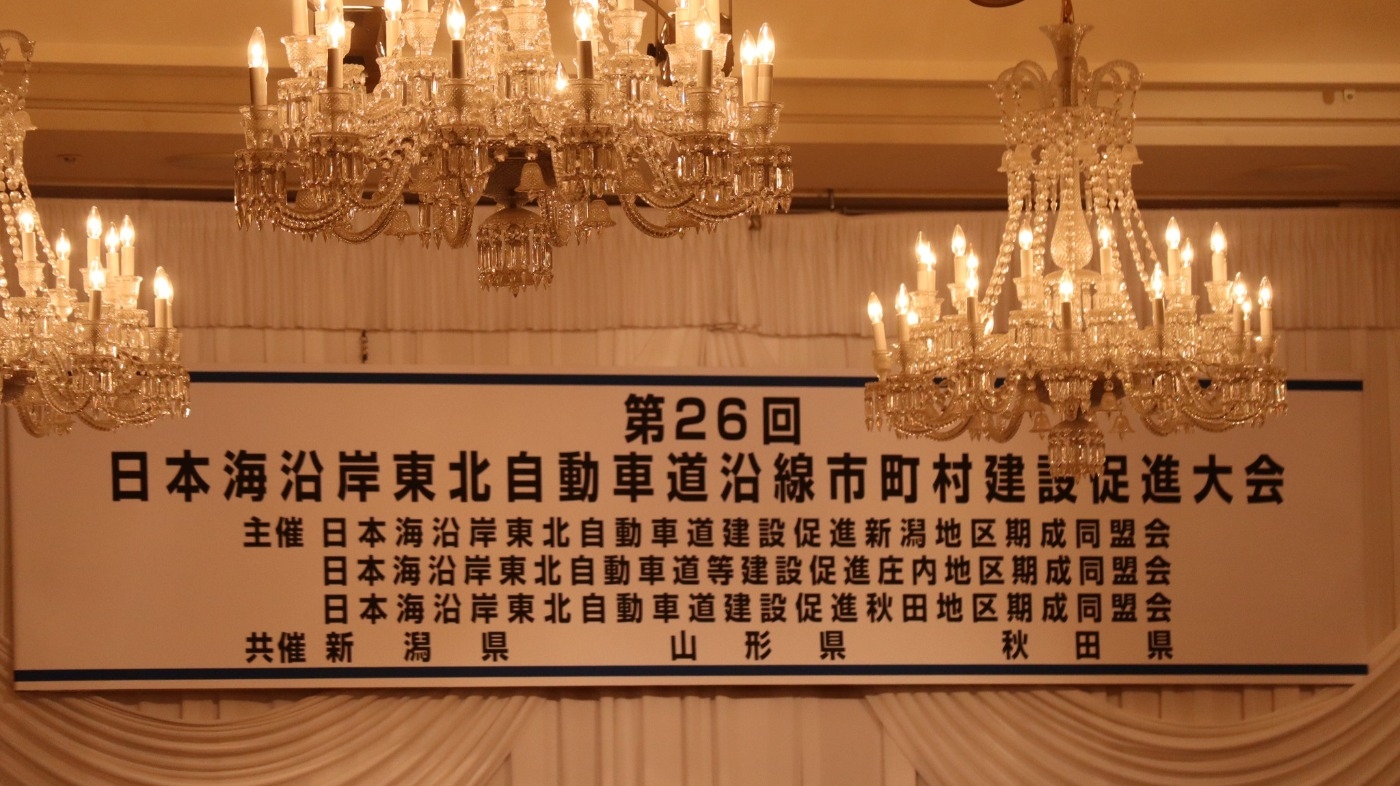 第26回
日本海沿岸東北自動車道沿線市町村建設促進大会
主催 日本海沿岸東北自動車道建設促進新潟地区期成同盟会
日本海沿岸東北自動車道等建設促進庄内地区期成同盟会
日本海沿岸東北自動車道建設促進秋田地区期成同盟会
共催 新潟県 山形県 秋田県